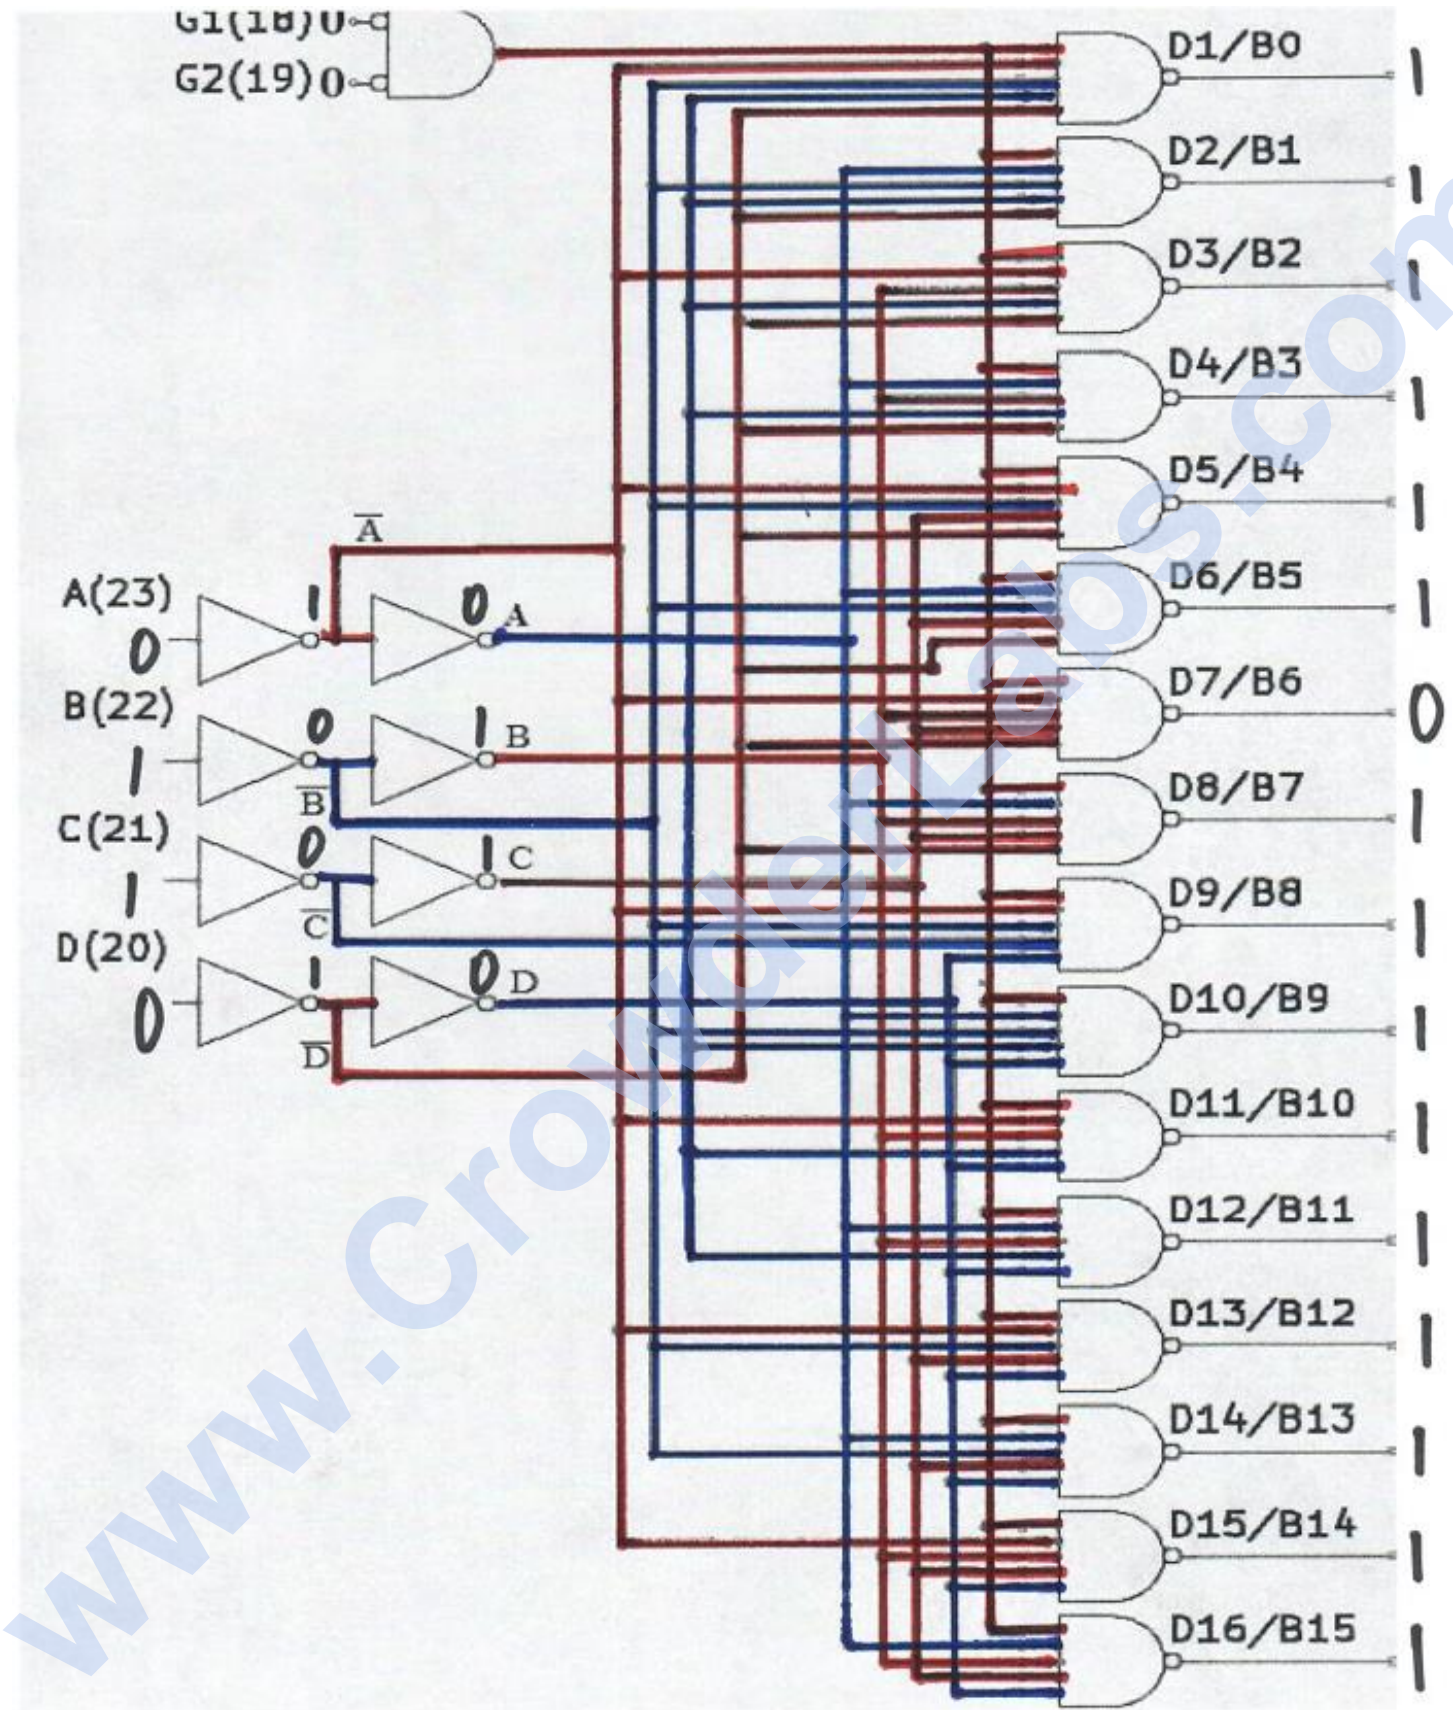 G1(18) 0
D1/B0 1
G2(19) 0
D2/B1 1
D3/B2 1
D4/B3 1
D5/B4 1
A̅
D6/B5 1
A(23) 1 0 A
0
D7/B6 0
B(22) 0 1 B
1
B̅
D8/B7 1
C(21) 0 1 C
1
D9/B8 1
C̅
D(20) 1 0 D
0
D10/B9 1
D̅
D11/B10 1
D12/B11 1
D13/B12 1
D14/B13 1
D15/B14 1
D16/B15 1
www.CrowderLabs.com